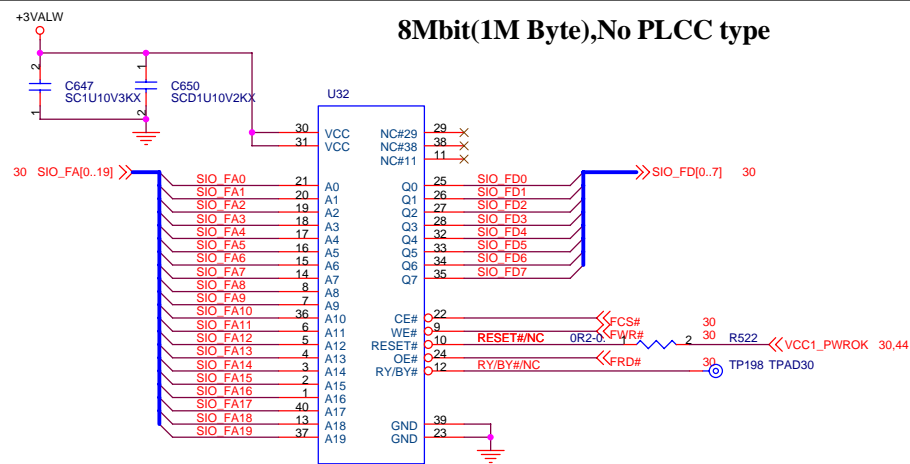 +3VALW
8Mbit(1M Byte),No PLCC type
2 C647 SC1U10V3KX 1
1 C650 SCD1U10V2KX 2
U32
30 VCC NC#29 29
31 VCC NC#38 38
NC#11 11
30 SIO_FA[0..19]
SIO_FD[0..7] 30
SIO_FA0 21 A0 Q0 25 SIO_FD0
SIO_FA1 20 A1 Q1 26 SIO_FD1
SIO_FA2 19 A2 Q2 27 SIO_FD2
SIO_FA3 18 A3 Q3 28 SIO_FD3
SIO_FA4 17 A4 Q4 32 SIO_FD4
SIO_FA5 16 A5 Q5 33 SIO_FD5
SIO_FA6 15 A6 Q6 34 SIO_FD6
SIO_FA7 14 A7 Q7 35 SIO_FD7
SIO_FA8 8 A8
SIO_FA9 7 A9
SIO_FA10 36 A10 CE# 22 FCS# 30
SIO_FA11 6 A11 WE# 9 FWR# 30
SIO_FA12 5 A12 RESET# 10 RESET#/NC 0R2-0. 1 2 R522 VCC1_PWROK 30,44
SIO_FA13 4 A13 OE# 24 FRD# 30
SIO_FA14 3 A14 RY/BY# 12 RY/BY#/NC TP198 TPAD30
SIO_FA15 2 A15
SIO_FA16 1 A16
SIO_FA17 40 A17
SIO_FA18 13 A18 GND 39
SIO_FA19 37 A19 GND 23